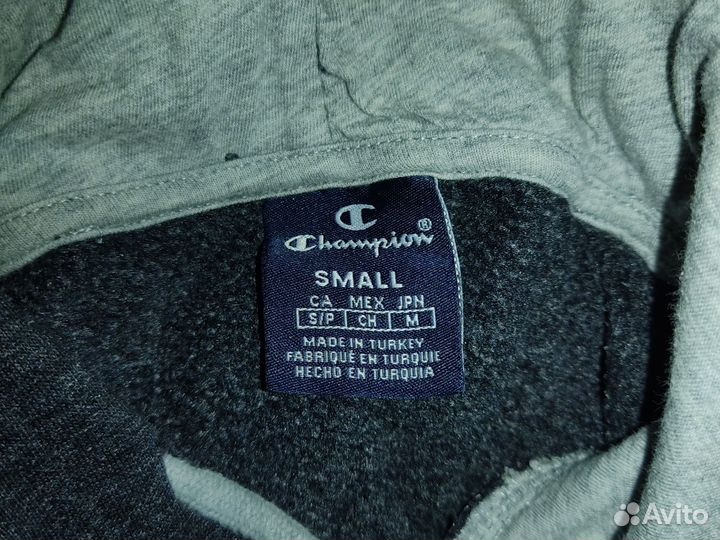 Champion®
SMALL
CA MEX JPN
S/P CH M
MADE IN TURKEY
FABRIQUÉ EN TURQUIE
HECHO EN TURQUIA
Avito